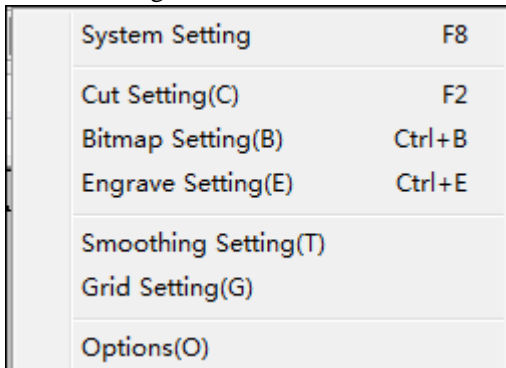 System Setting F8
Cut Setting(C) F2
Bitmap Setting(B) Ctrl+B
Engrave Setting(E) Ctrl+E
Smoothing Setting(T)
Grid Setting(G)
Options(O)